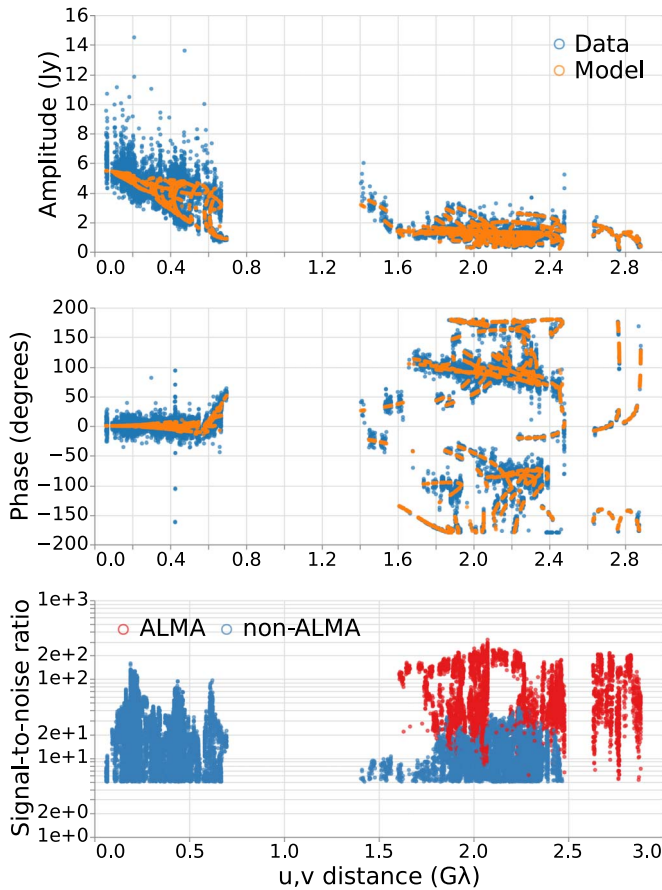 16
14
12
10
8
6
4
2
0
Amplitude (Jy)
Data
Model
0.0 0.4 0.8 1.2 1.6 2.0 2.4 2.8
200
150
100
50
0
−50
−100
−150
−200
Phase (degrees)
0.0 0.4 0.8 1.2 1.6 2.0 2.4 2.8
1e+3
2e+2
1e+2
2e+1
1e+1
2e+0
1e+0
Signal-to-noise ratio
ALMA non-ALMA
0.0 0.5 1.0 1.5 2.0 2.5 3.0
u,v distance (Gλ)